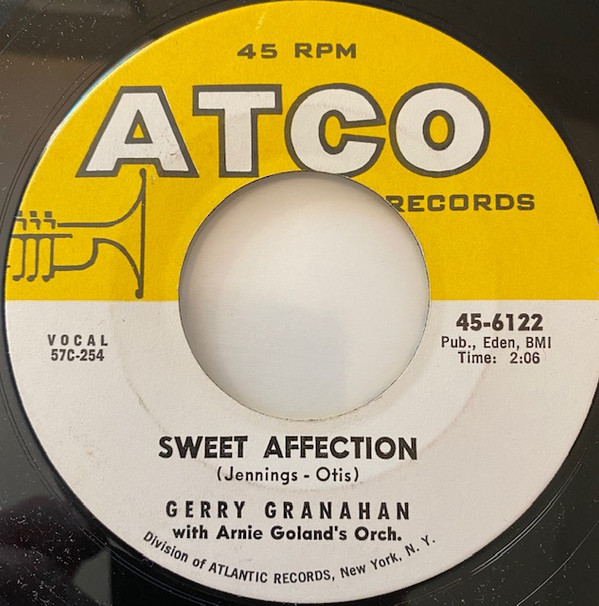 45 RPM
ATCO
RECORDS
VOCAL
57C-254
45-6122
Pub., Eden, BMI
Time: 2:06
SWEET AFFECTION
(Jennings - Otis)
GERRY GRANAHAN
with Arnie Goland's Orch.
Division of ATLANTIC RECORDS, New York, N. Y.